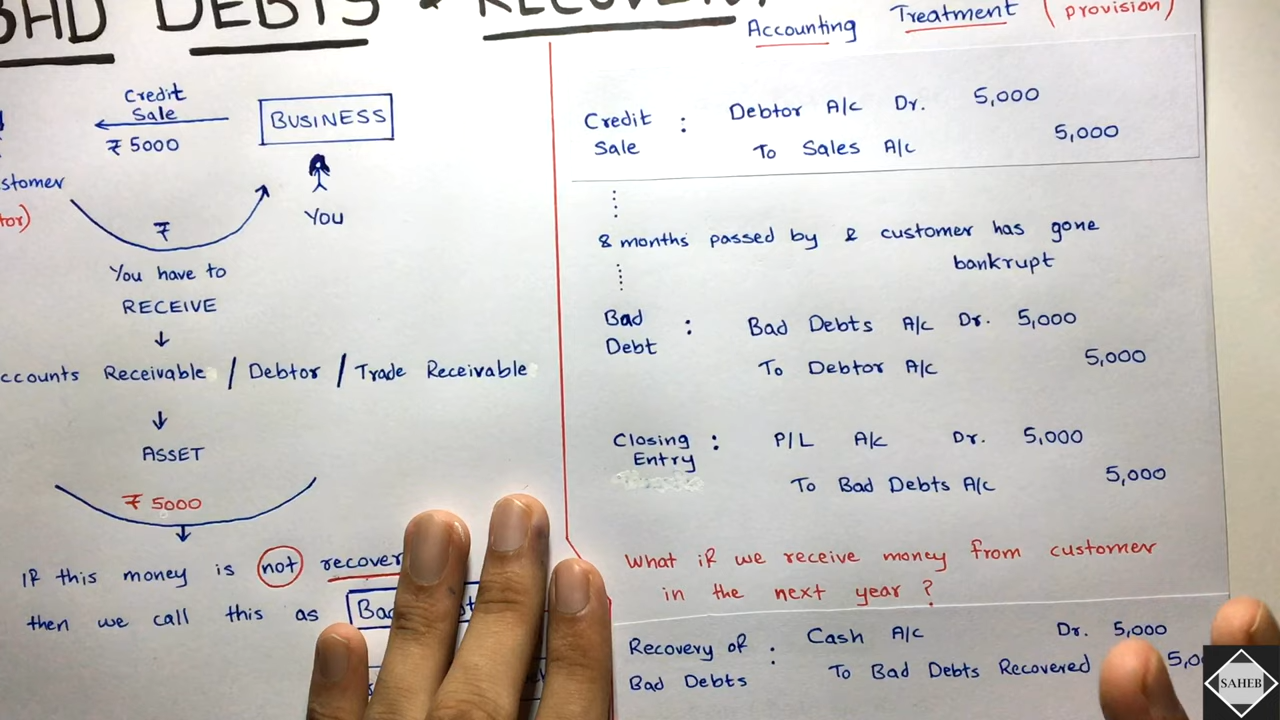 BAD DEBTS & RECOVERY
Credit
Sale
₹ 5000
BUSINESS
You
₹
You have to
RECEIVE
Receivable / Debtor / Trade Receivable
ASSET
₹ 5000
If this money is not
then we call this as
Accounting Treatment (provision)
Credit Sale : Debtor A/c Dr. 5,000
To Sales A/c 5,000
8 months passed by & customer has gone
bankrupt
Bad Debt : Bad Debts A/c Dr. 5,000
To Debtor A/c 5,000
Closing Entry : P/L A/c Dr. 5,000
To Bad Debts A/c 5,000
What if we receive money from customer
in the next year ?
Recovery of Bad Debts : Cash A/c Dr. 5,000
To Bad Debts Recovered
SAHEB